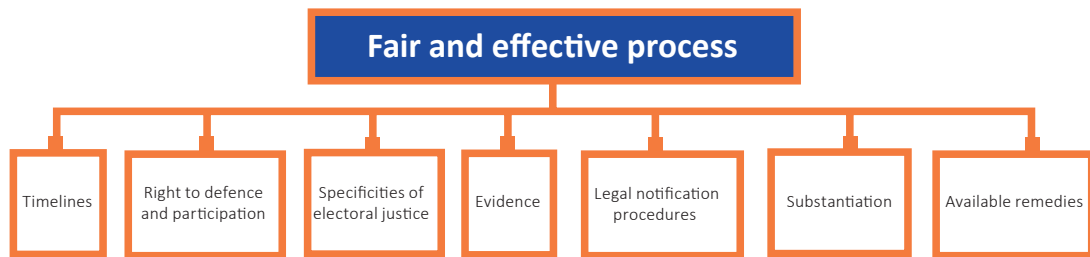 Fair and effective process
Timelines
Right to defence
and participation
Specificities of
electoral justice
Evidence
Legal notification
procedures
Substantiation
Available remedies